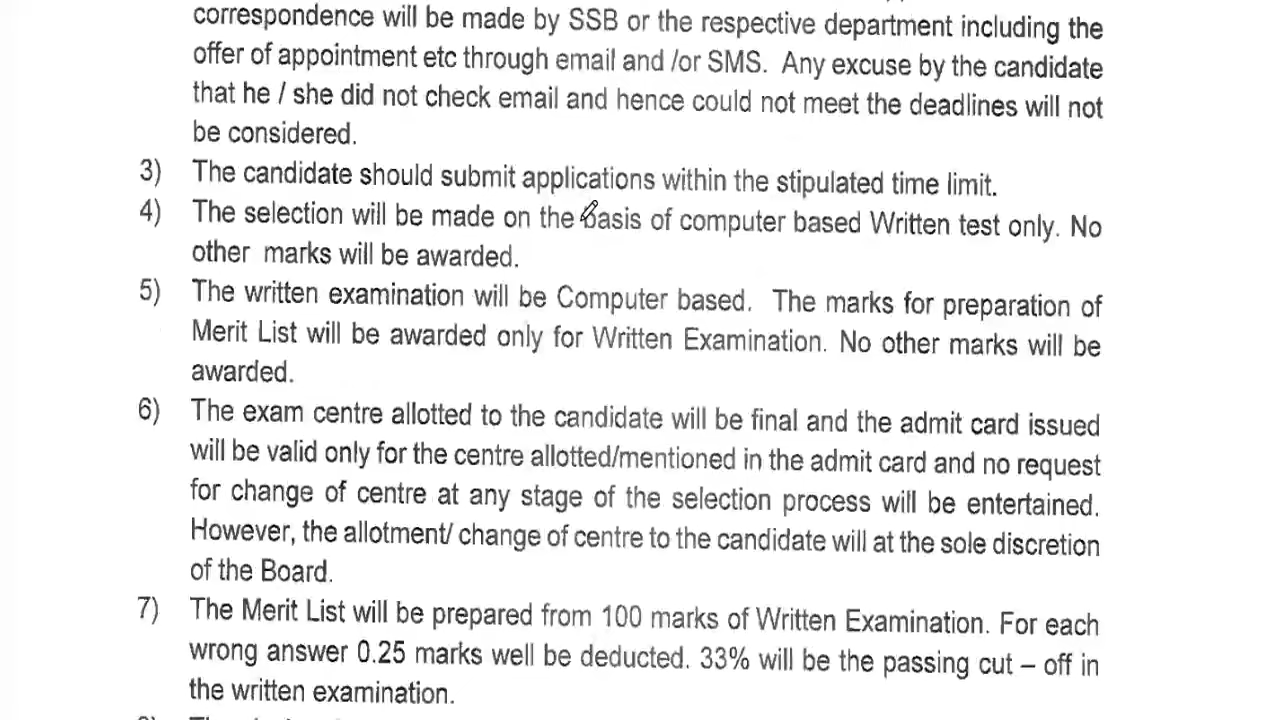 correspondence will be made by SSB or the respective department including the
offer of appointment etc through email and /or SMS. Any excuse by the candidate
that he / she did not check email and hence could not meet the deadlines will not
be considered.
3) The candidate should submit applications within the stipulated time limit.
4) The selection will be made on the basis of computer based Written test only. No
other marks will be awarded.
5) The written examination will be Computer based. The marks for preparation of
Merit List will be awarded only for Written Examination. No other marks will be
awarded.
6) The exam centre allotted to the candidate will be final and the admit card issued
will be valid only for the centre allotted/mentioned in the admit card and no request
for change of centre at any stage of the selection process will be entertained.
However, the allotment/ change of centre to the candidate will at the sole discretion
of the Board.
7) The Merit List will be prepared from 100 marks of Written Examination. For each
wrong answer 0.25 marks well be deducted. 33% will be the passing cut – off in
the written examination.